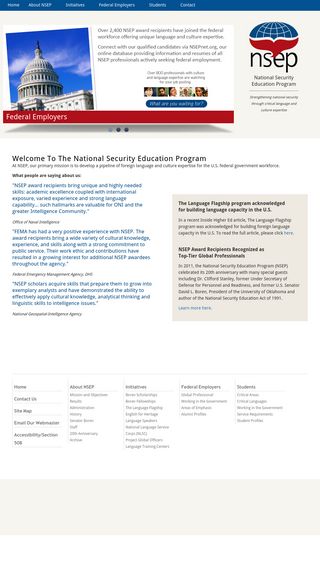 Home
About NSEP
Initiatives
Federal Employers
Students
Over 2,400 NSEP award recipients have joined the federal
workforce offering unique language and culture expertise.
Connect with our qualified candidates via NSEPnet.org, our
online database providing information and resumes of all
NSEP professionals actively seeking federal employment.
Over 800 professionals with culture
and language expertise are watching
for your job posting.
What are you waiting for?
Federal Employers
nsep
National Security
Education Program
Strengthening national security
through critical language and
culture expertise
Welcome To The National Security Education Program
At NSEP, our primary mission is to develop a pipeline of foreign language and culture expertise for the U.S. federal government workforce.
What people are saying about us:
"NSEP award recipients bring unique and highly needed
skills: academic excellence coupled with international
exposure, varied experience and strong language
capability... such hallmarks are valuable for ONI and the
greater Intelligence Community."
Office of Naval Intelligence
"FEMA has had a very positive experience with NSEP. The
award recipients bring a wide variety of cultural knowledge,
experience, and skills along with a strong commitment to
public service. Their work ethic and contributions have
resulted in a growing interest for additional NSEP awardees
throughout the agency."
Federal Emergency Management Agency, DHS
"NSEP scholars acquire skills that prepare them to grow into
exemplary analysts and have demonstrated the ability to
effectively apply cultural knowledge, analytical thinking and
linguistic skills to intelligence issues."
National Geospatial-Intelligence Agency
The Language Flagship program acknowledged
for building language capacity in the U.S.
In a recent Inside Higher Ed article, The Language Flagship
program was acknowledged for building foreign language
capacity in the U.S. To read the full article, please click here.
NSEP Award Recipients Recognized as
Top-Tier Global Professionals
In 2011, the National Security Education Program (NSEP)
celebrated its 20th anniversary with many special guests
including Dr. Clifford Stanley, former Under Secretary of
Defense for Personnel and Readiness, and former U.S. Senator
David L. Boren, President of the University of Oklahoma and
author of the National Security Education Act of 1991.
Learn more here.
Home
Contact Us
Site Map
Email Our Webmaster
Accessibility/Section
508
About NSEP
Mission and Objectives
Results
Administration
History
Senator Boren
Staff
20th Anniversary
Archive
Initiatives
Boren Scholarships
Boren Fellowships
The Language Flagship
English for Heritage
Language Speakers
National Language Service
Corps (NLSC)
Project Global Officers
Language Training Centers
Federal Employers
Global Professional
Working in the Government
Areas of Emphasis
Alumni Profiles
Students
Critical Areas
Critical Languages
Working in the Government
Service Requirements
Student Profiles